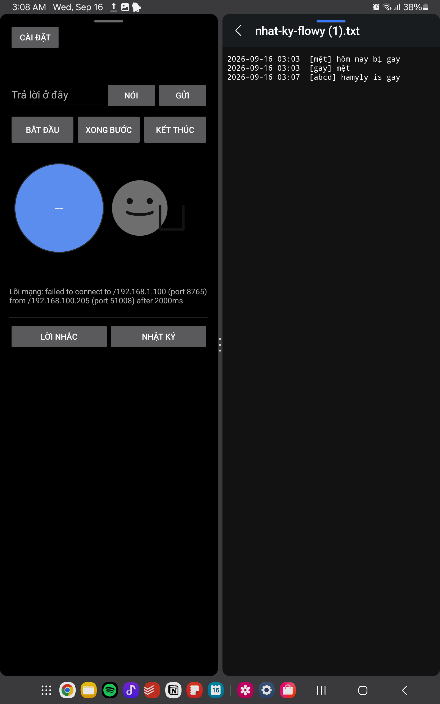 3:08 AM Wed, Sep 16
38%
CÀI ĐẶT
Trả lời ở đây
NÓI
GỬI
BẮT ĐẦU
XONG BƯỚC
KẾT THÚC
Lỗi mạng: failed to connect to /192.168.1.100 (port 8765)
from /192.168.100.205 (port 51008) after 2000ms
LỜI NHẮC
NHẬT KÝ
nhat-ky-flowy (1).txt
2026-09-16 03:03 [mệt] hôm nay bị gay
2026-09-16 03:03 [gay] mệt
2026-09-16 03:07 [abcd] hamyly is gay
16